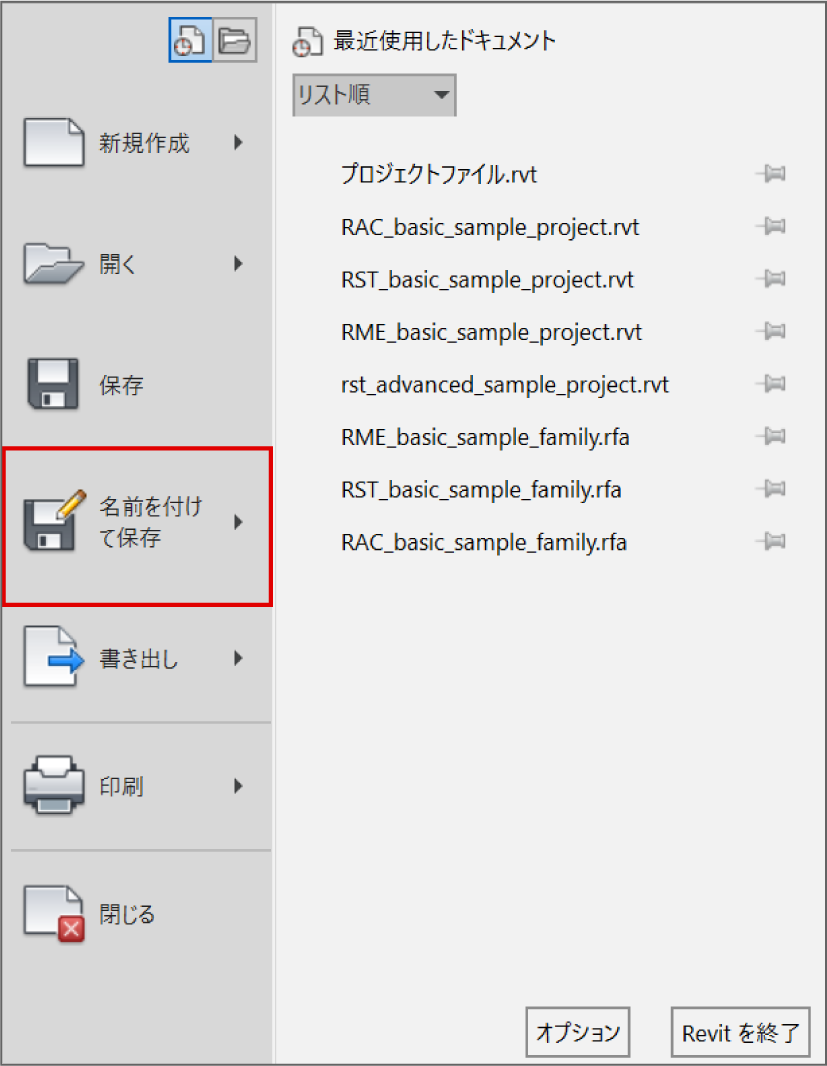 新規作成
開く
保存
名前を付け
て保存
書き出し
印刷
閉じる
最近使用したドキュメント
リスト順
プロジェクトファイル.rvt
RAC_basic_sample_project.rvt
RST_basic_sample_project.rvt
RME_basic_sample_project.rvt
rst_advanced_sample_project.rvt
RME_basic_sample_family.rfa
RST_basic_sample_family.rfa
RAC_basic_sample_family.rfa
オプション
Revit を終了